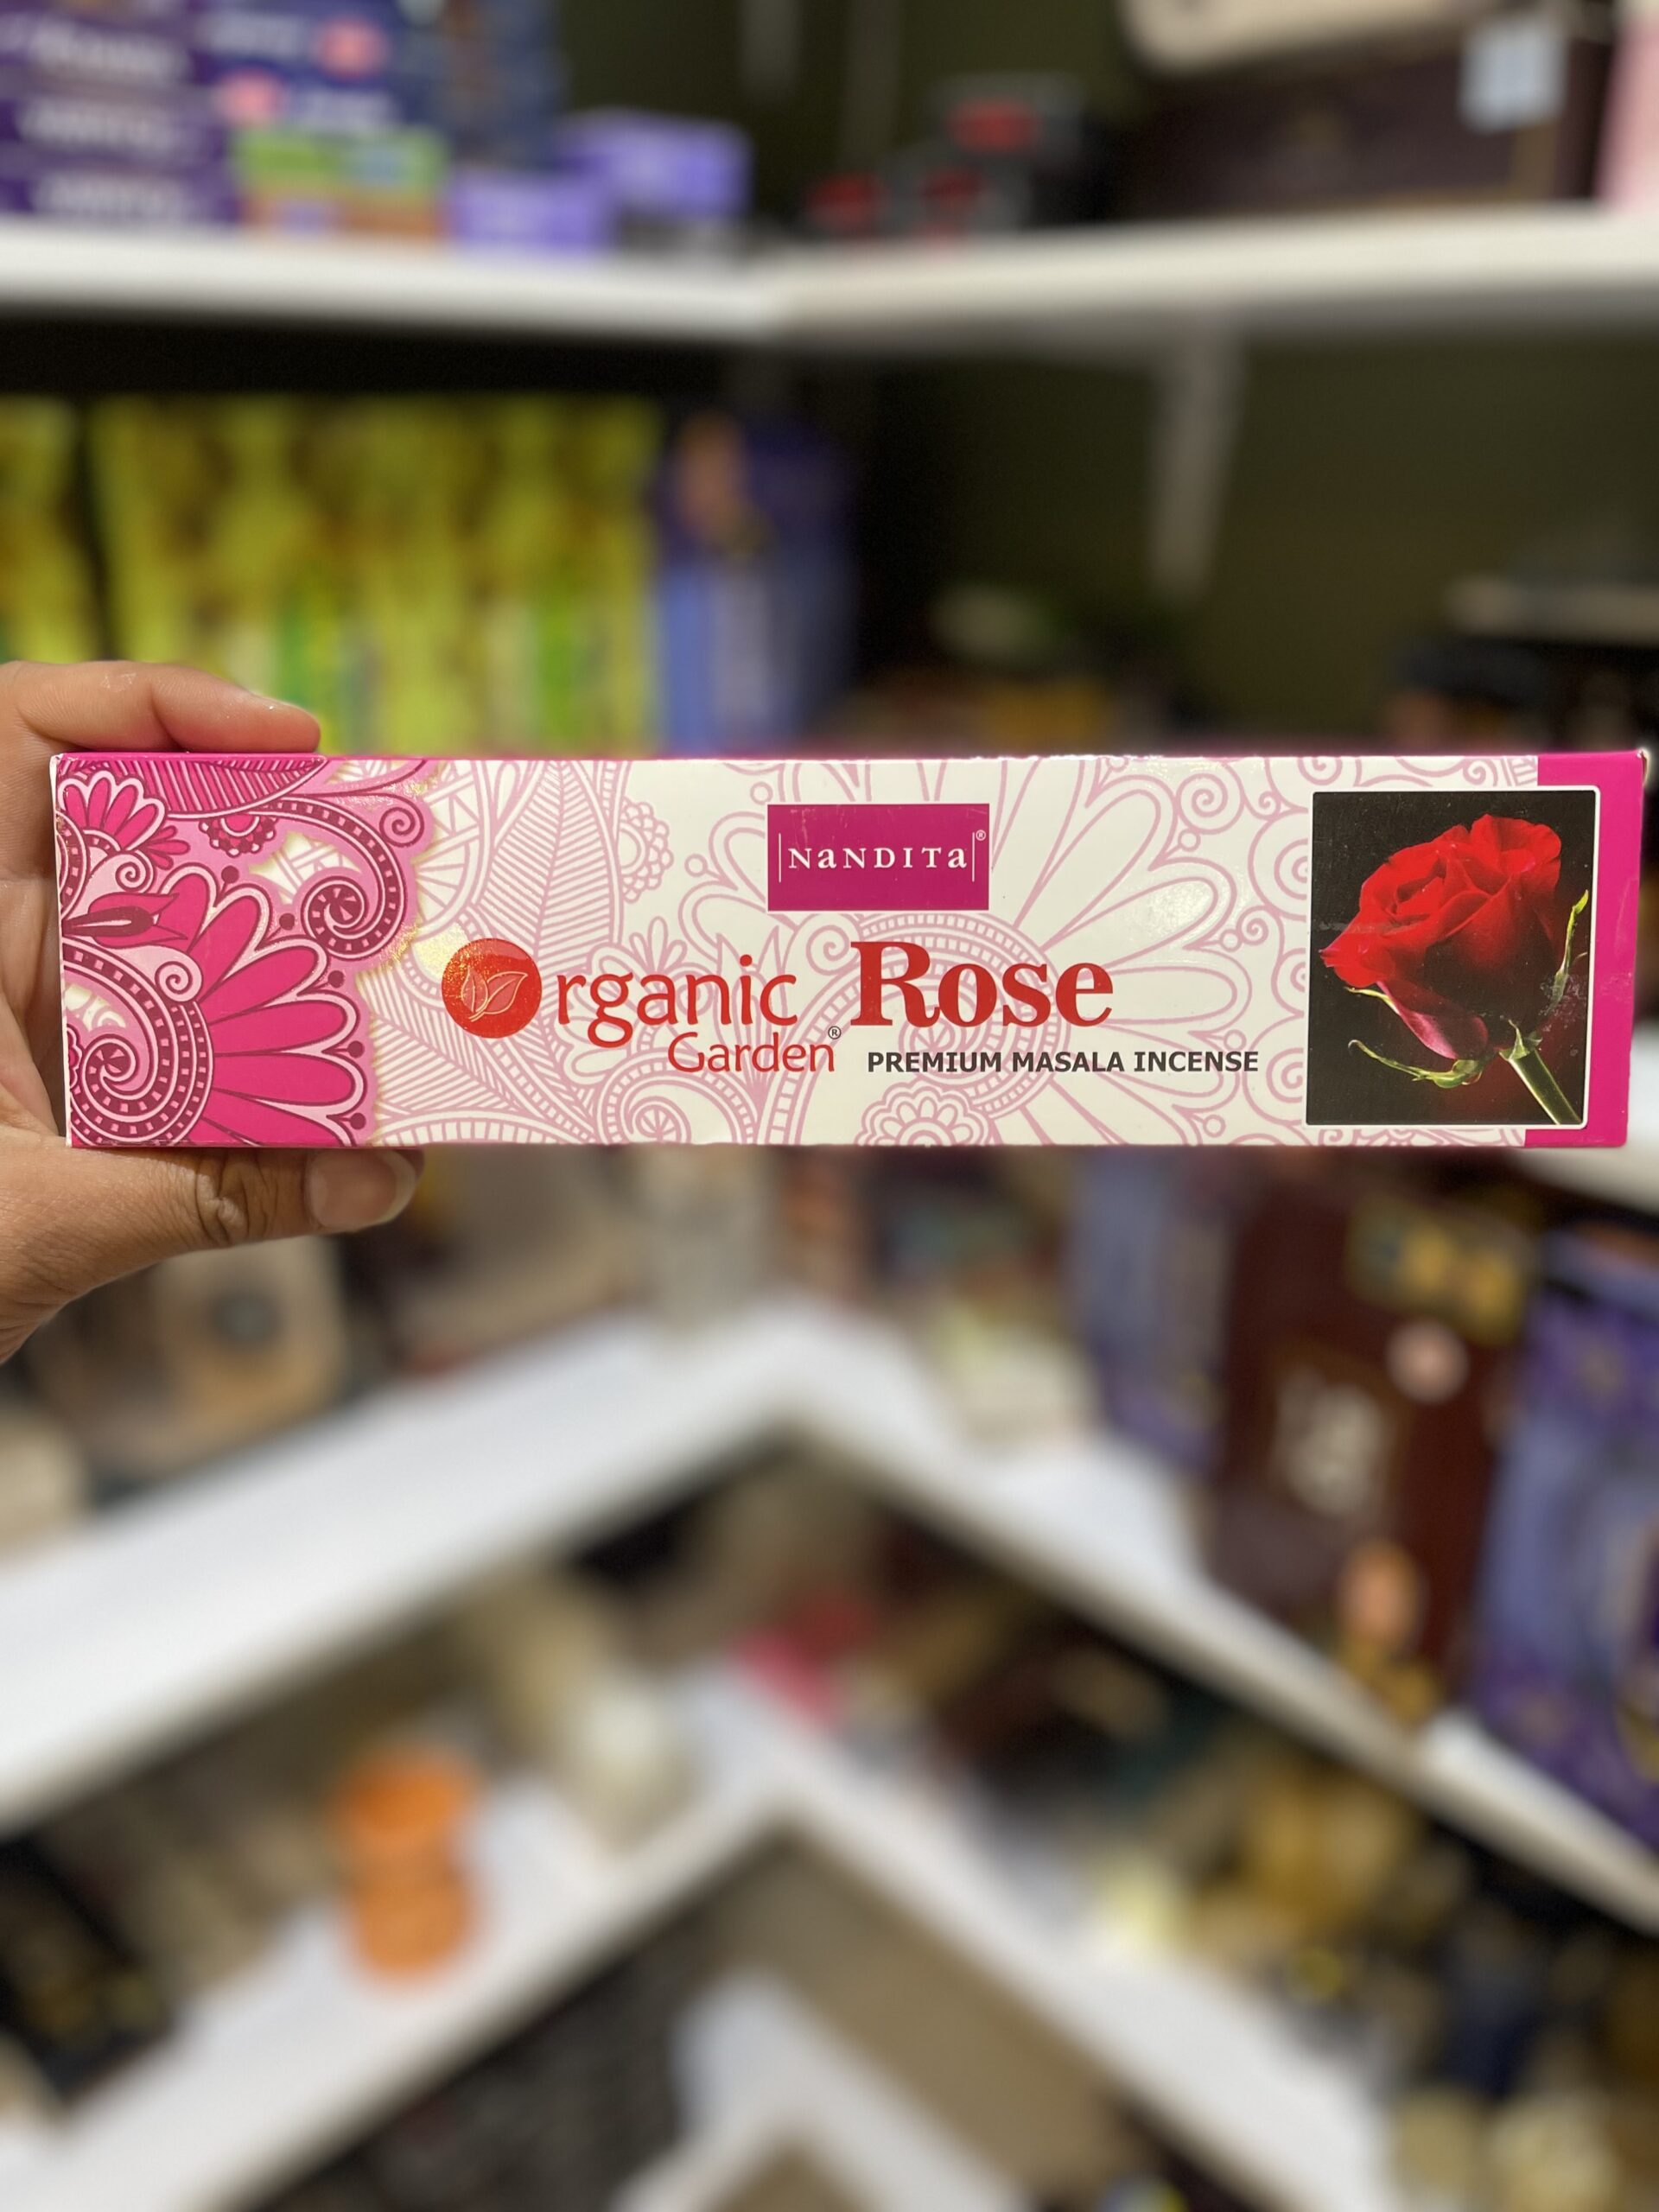 NaNDITa®
Organic Rose
Garden® PREMIUM MASALA INCENSE